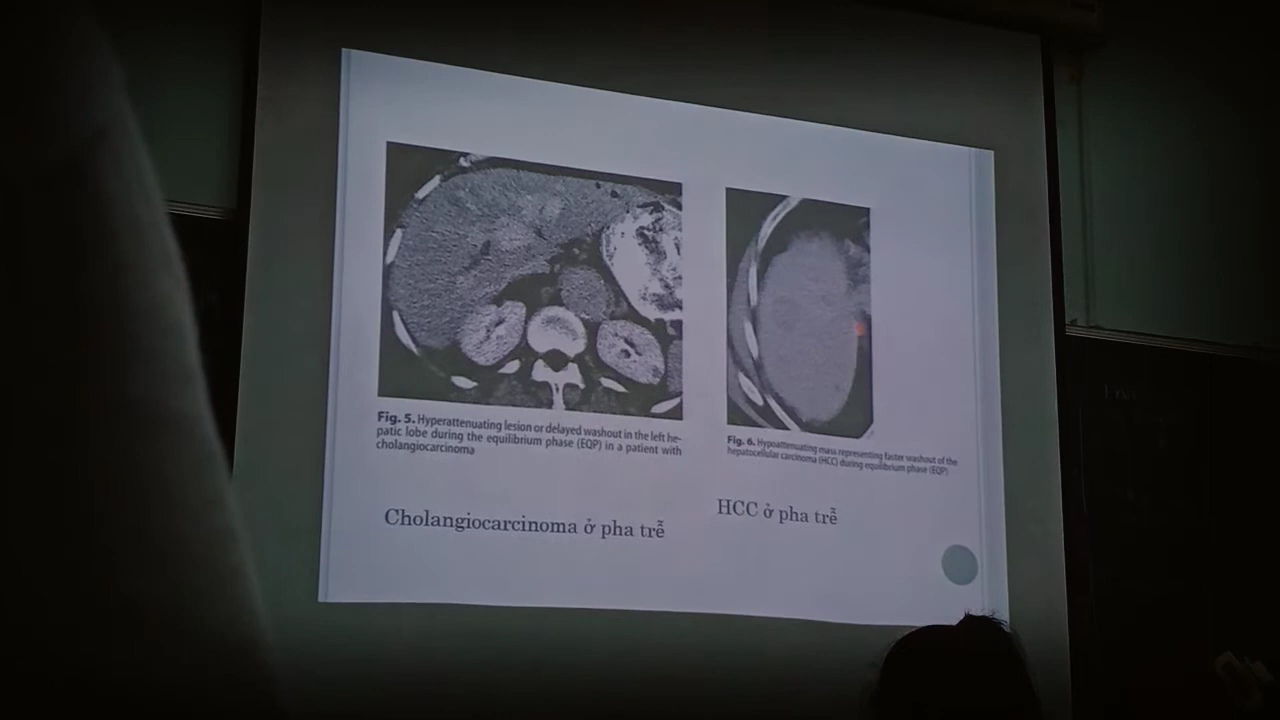 Fig. 5. Hyperattenuating lesion or delayed washout in the left he-
patic lobe during the equilibrium phase (EQP) in a patient with
cholangiocarcinoma
Fig. 6. Hypoattenuating mass representing faster washout of the
hepatocellular carcinoma (HCC) during equilibrium phase (EQP)
Cholangiocarcinoma ở pha trễ
HCC ở pha trễ